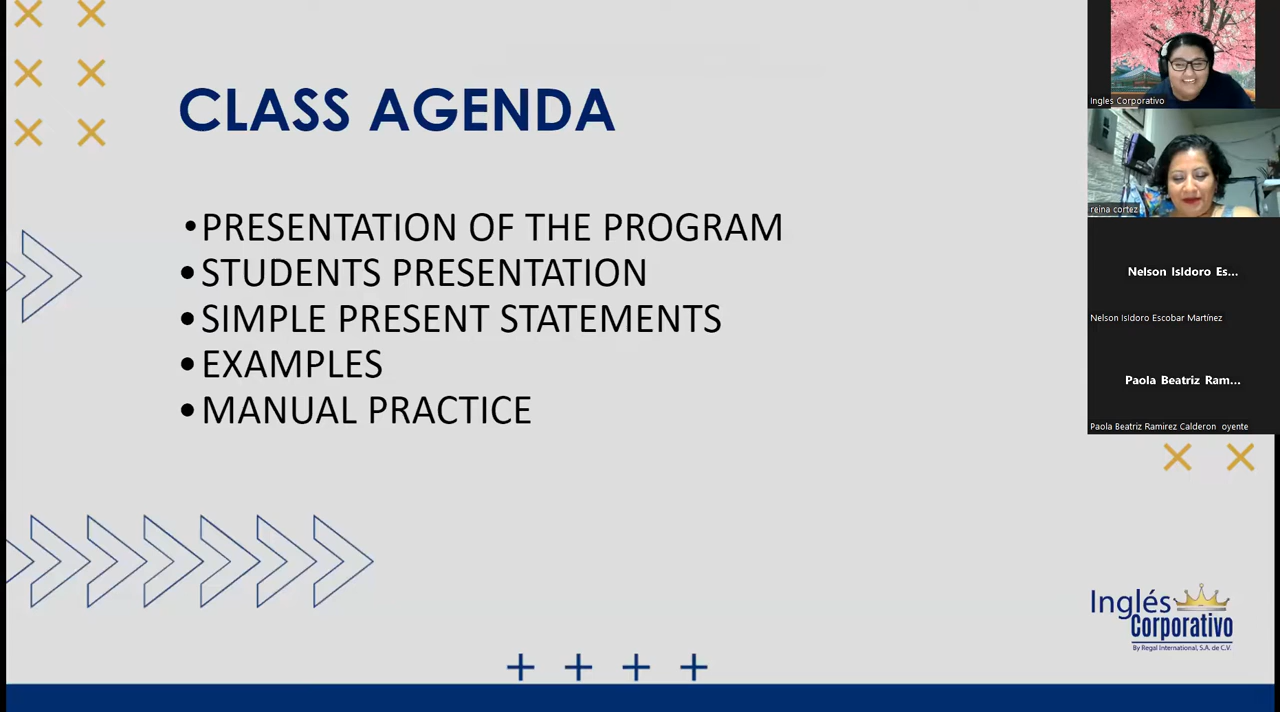 CLASS AGENDA
•PRESENTATION OF THE PROGRAM
•STUDENTS PRESENTATION
•SIMPLE PRESENT STATEMENTS
•EXAMPLES
•MANUAL PRACTICE
Ingles Corporativo
reina cortez
Nelson Isidoro Es...
Nelson Isidoro Escobar Martínez
Paola Beatriz Ram...
Paola Beatriz Ramirez Calderon oyente
Inglés
Corporativo
By Regal International, S.A. de C.V.